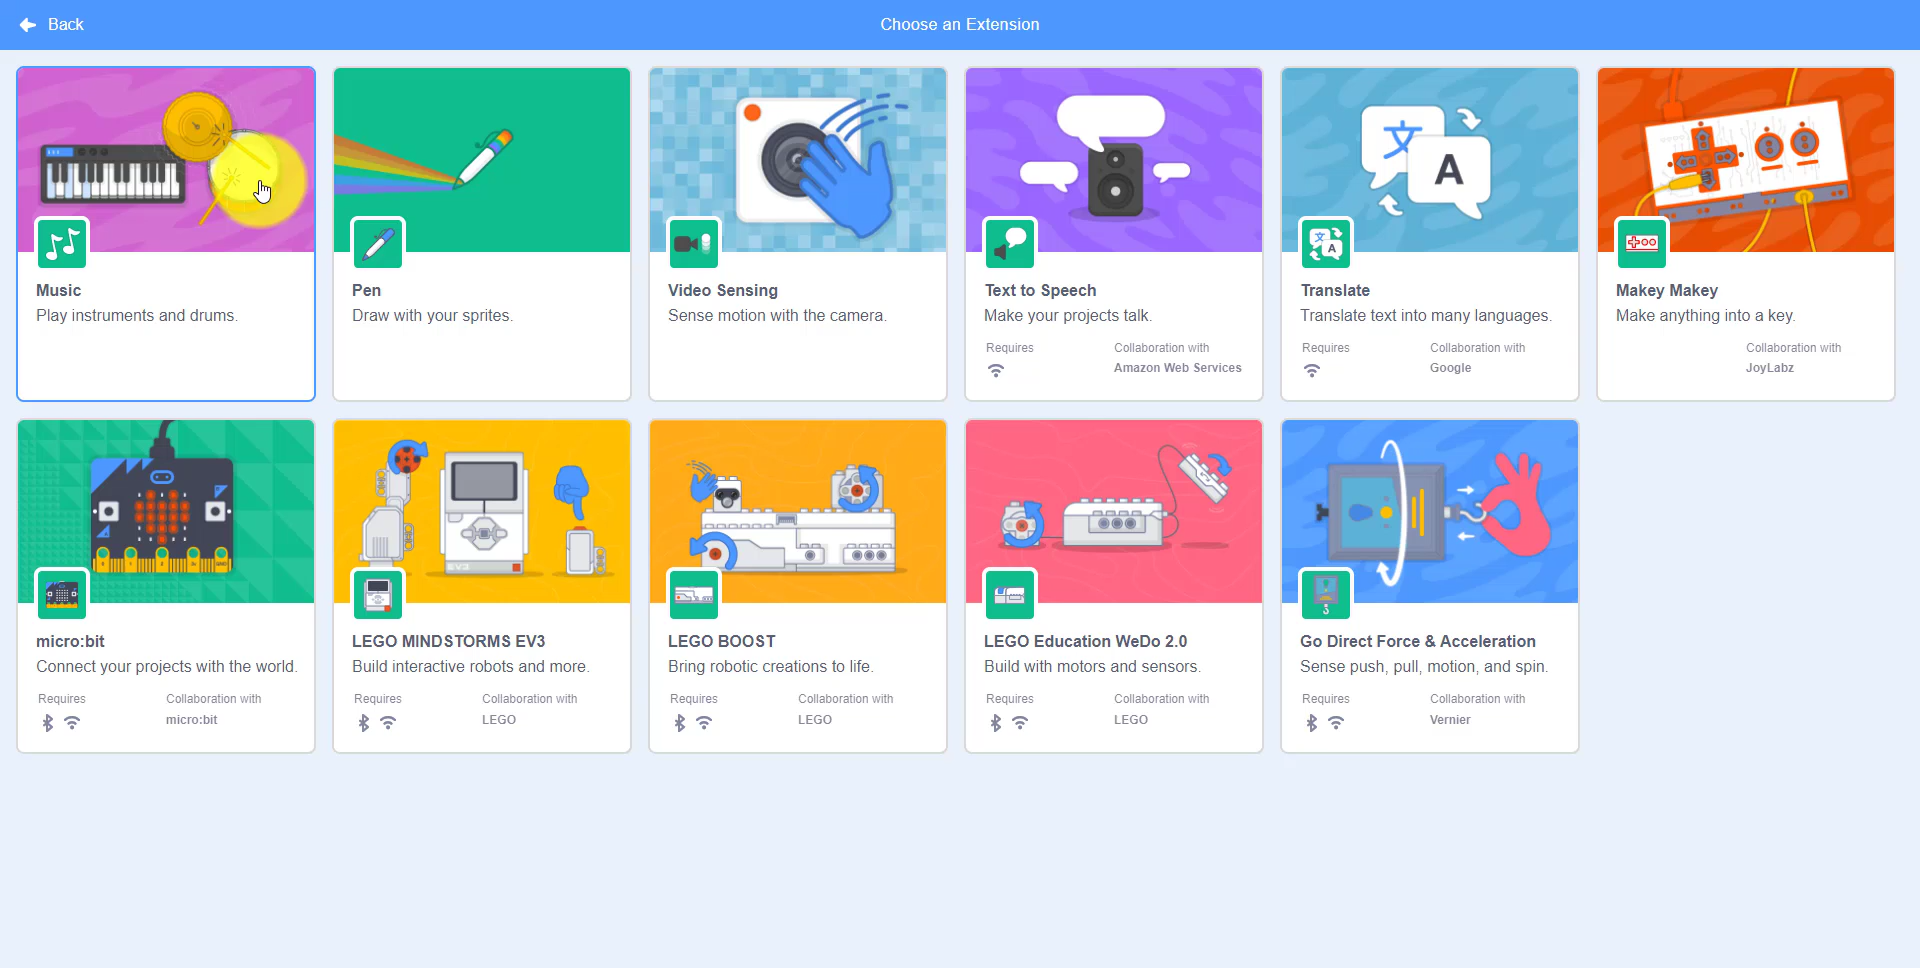 Back
Choose an Extension
Music
Play instruments and drums.
Pen
Draw with your sprites.
Video Sensing
Sense motion with the camera.
Text to Speech
Make your projects talk.
Requires
Collaboration with
Amazon Web Services
文
A
Translate
Translate text into many languages.
Requires
Collaboration with
Google
Makey Makey
Make anything into a key.
Collaboration with
JoyLabz
micro:bit
Connect your projects with the world.
Requires
Collaboration with
micro:bit
EV3
LEGO MINDSTORMS EV3
Build interactive robots and more.
Requires
Collaboration with
LEGO
LEGO BOOST
Bring robotic creations to life.
Requires
Collaboration with
LEGO
LEGO Education WeDo 2.0
Build with motors and sensors.
Requires
Collaboration with
LEGO
Go Direct Force & Acceleration
Sense push, pull, motion, and spin.
Requires
Collaboration with
Vernier